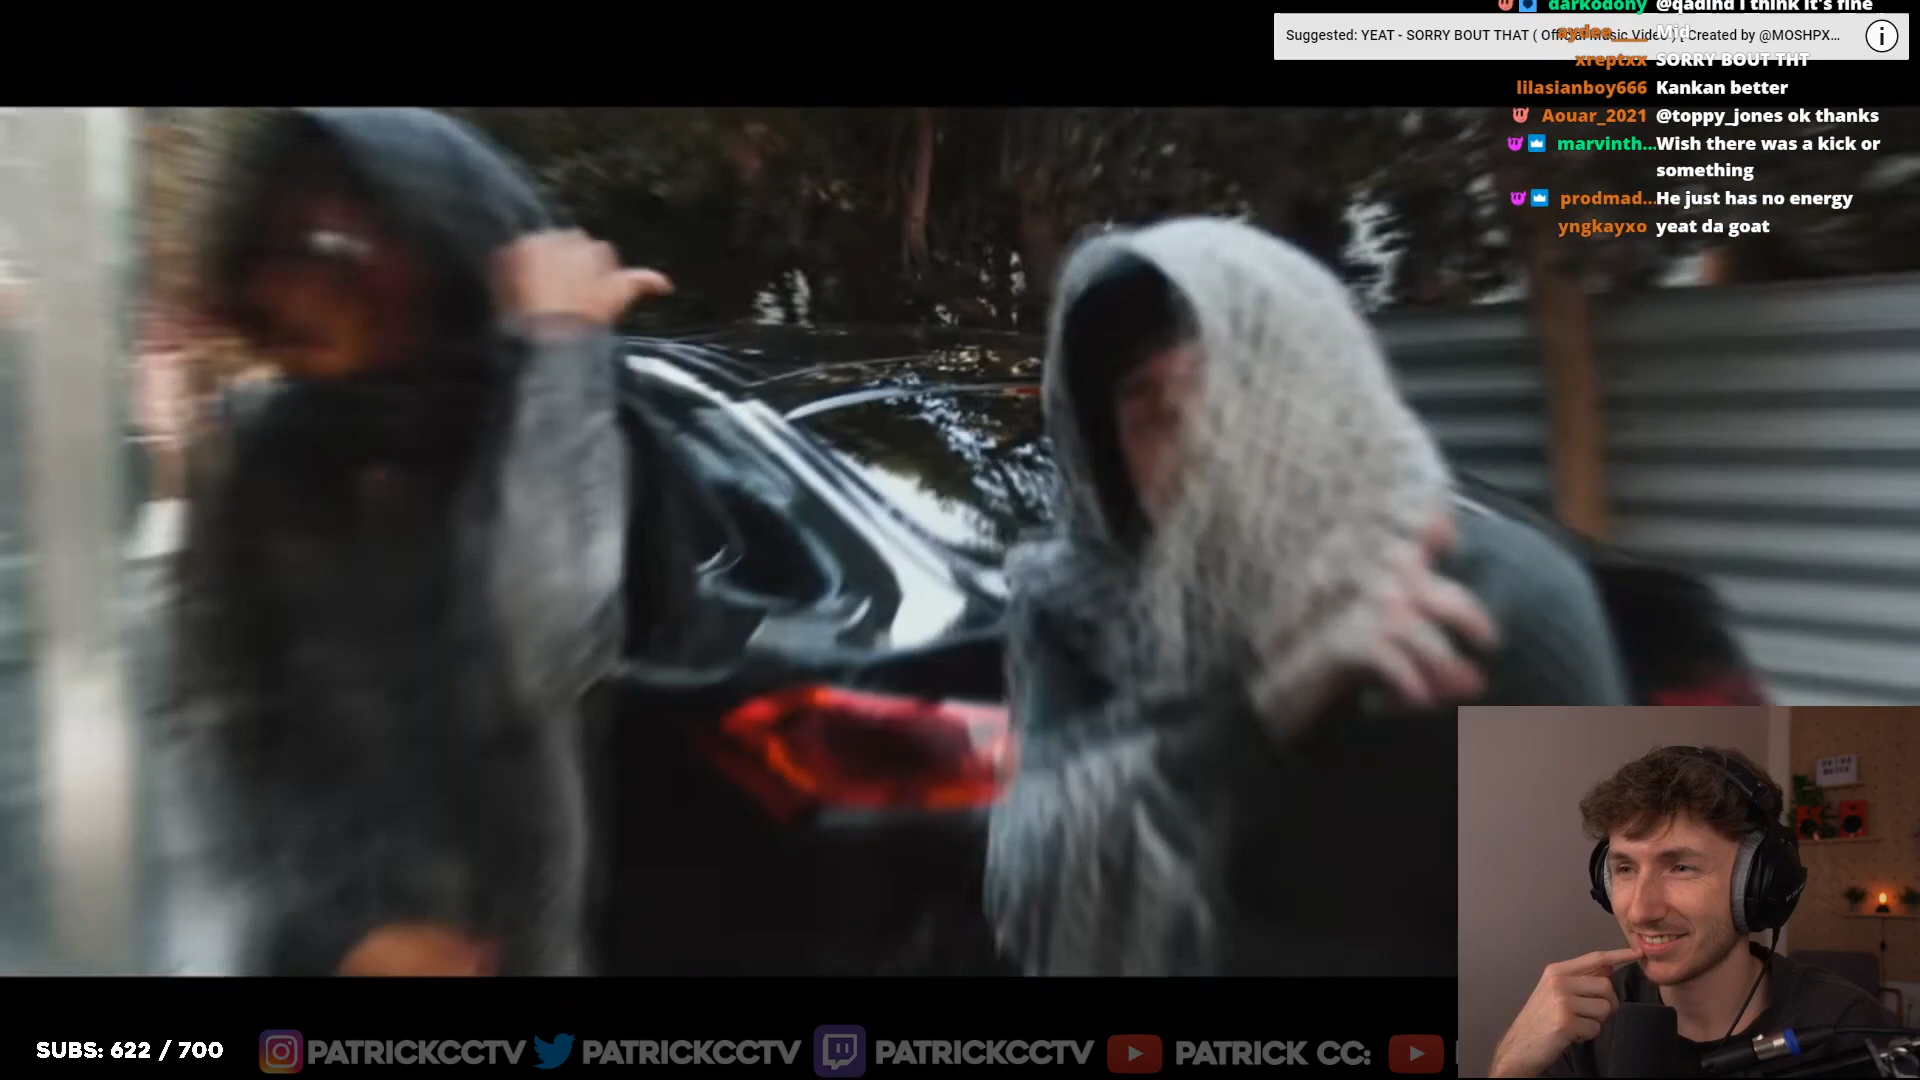 darkodony @qadind I think it's fine
Suggested: YEAT - SORRY BOUT THAT ( Official Music Video ) [ Created by @MOSHPX...
aydee____ Mid
xreptxx SORRY BOUT THT
lilasianboy666 Kankan better
Aouar_2021 @toppy_jones ok thanks
marvinth... Wish there was a kick or
something
prodmad... He just has no energy
yngkayxo yeat da goat
SUBS: 622 / 700
PATRICKCCTV
PATRICKCCTV
PATRICKCCTV
PATRICK CC: